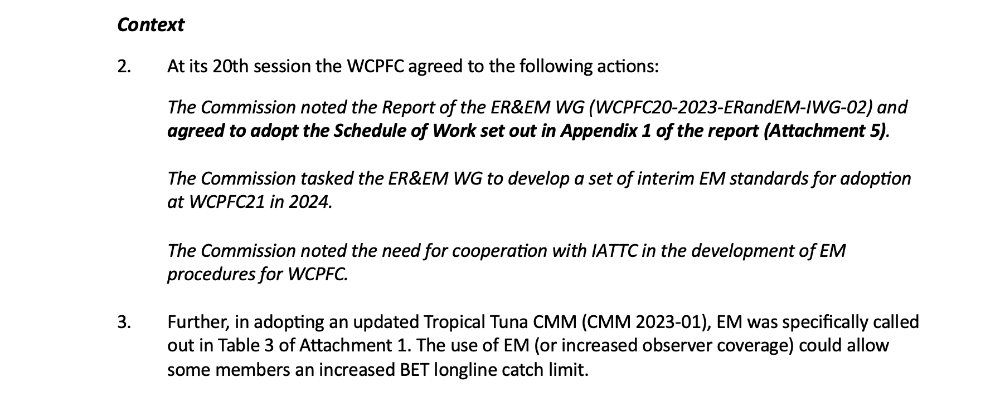 Context
2. At its 20th session the WCPFC agreed to the following actions:
The Commission noted the Report of the ER&EM WG (WCPFC20-2023-ERandEM-IWG-02) and
agreed to adopt the Schedule of Work set out in Appendix 1 of the report (Attachment 5).
The Commission tasked the ER&EM WG to develop a set of interim EM standards for adoption
at WCPFC21 in 2024.
The Commission noted the need for cooperation with IATTC in the development of EM
procedures for WCPFC.
3. Further, in adopting an updated Tropical Tuna CMM (CMM 2023-01), EM was specifically called
out in Table 3 of Attachment 1. The use of EM (or increased observer coverage) could allow
some members an increased BET longline catch limit.